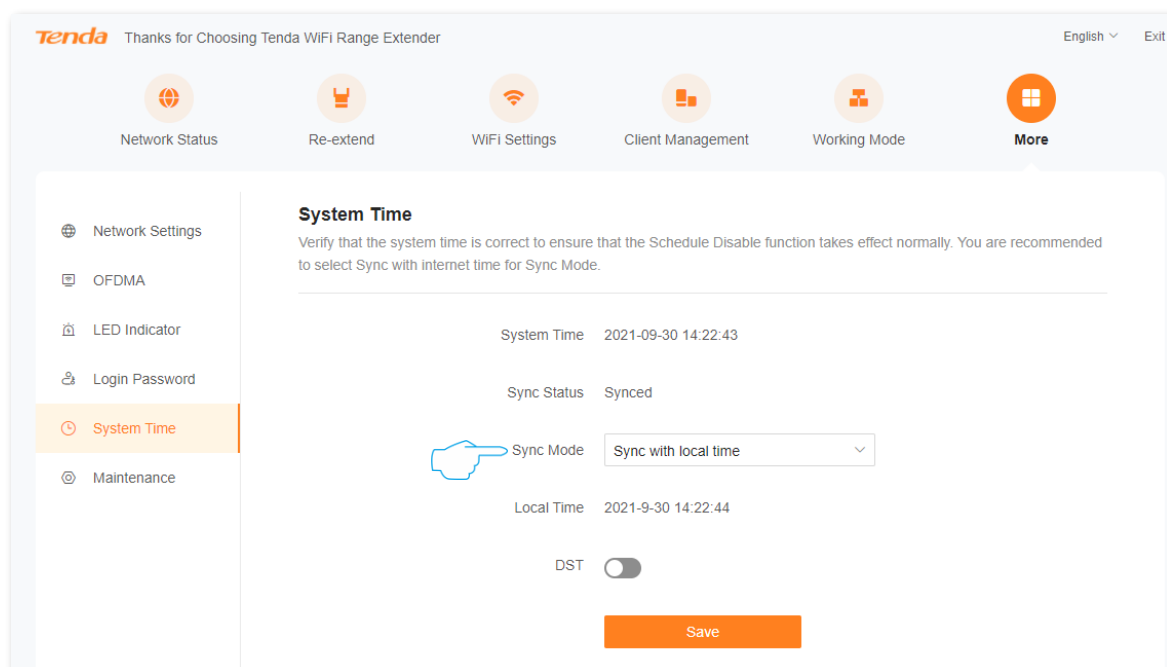 Tenda Thanks for Choosing Tenda WiFi Range Extender English Exit
Network Status Re-extend WiFi Settings Client Management Working Mode More
Network Settings
OFDMA
LED Indicator
Login Password
System Time
Maintenance
System Time
Verify that the system time is correct to ensure that the Schedule Disable function takes effect normally. You are recommended
to select Sync with internet time for Sync Mode.
System Time 2021-09-30 14:22:43
Sync Status Synced
Sync Mode Sync with local time
Local Time 2021-9-30 14:22:44
DST
Save